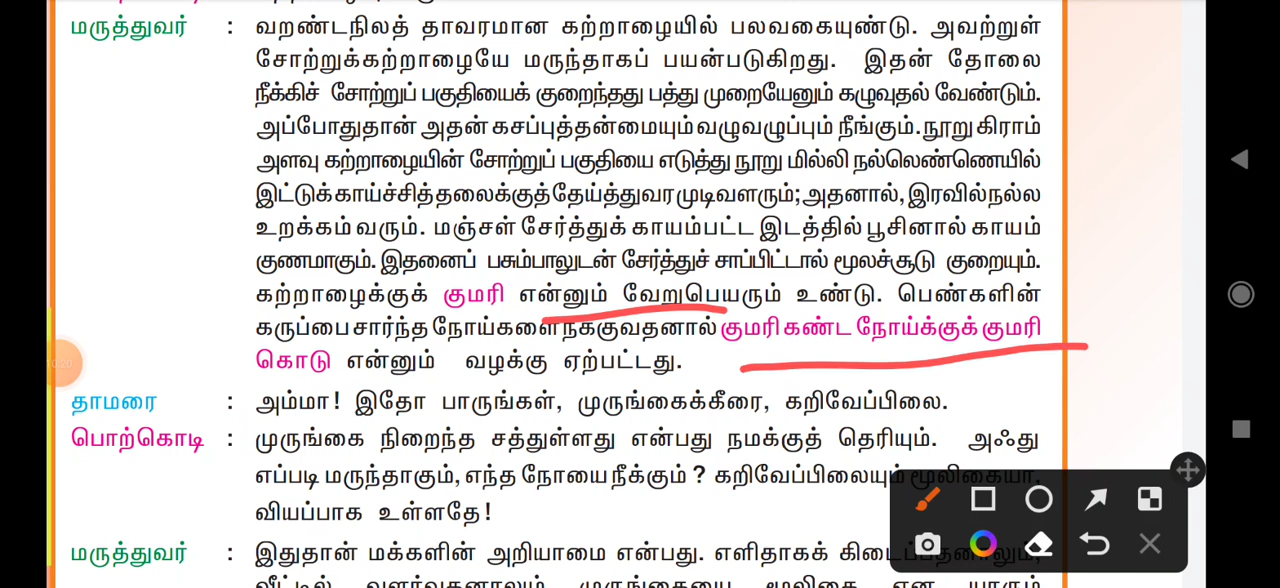 மருத்துவர் : வறண்டநிலத் தாவரமான கற்றாழையில் பலவகையுண்டு. அவற்றுள்
சோற்றுக்கற்றாழையே மருந்தாகப் பயன்படுகிறது. இதன் தோலை
நீக்கிச் சோற்றுப் பகுதியைக் குறைந்தது பத்து முறையேனும் கழுவுதல் வேண்டும்.
அப்போதுதான் அதன் கசப்புத்தன்மையும் வழுவழுப்பும் நீங்கும். நூறு கிராம்
அளவு கற்றாழையின் சோற்றுப் பகுதியை எடுத்து நூறு மில்லி நல்லெண்ணெயில்
இட்டுக் காய்ச்சித் தலைக்குத் தேய்த்துவர முடிவளரும்; அதனால், இரவில் நல்ல
உறக்கம் வரும். மஞ்சள் சேர்த்துக் காயம்பட்ட இடத்தில் பூசினால் காயம்
குணமாகும். இதனைப் பசும்பாலுடன் சேர்த்துச் சாப்பிட்டால் மூலச்சூடு குறையும்.
கற்றாழைக்குக் குமரி என்னும் வேறுபெயரும் உண்டு. பெண்களின்
கருப்பை சார்ந்த நோய்களை நீக்குவதனால் குமரி கண்ட நோய்க்குக் குமரி
கொடு என்னும் வழக்கு ஏற்பட்டது.
தாமரை : அம்மா! இதோ பாருங்கள், முருங்கைக்கீரை, கறிவேப்பிலை.
பொற்கொடி : முருங்கை நிறைந்த சத்துள்ளது என்பது நமக்குத் தெரியும். அஃது
எப்படி மருந்தாகும், எந்த நோயை நீக்கும் ? கறிவேப்பிலையும் மூலிகையா,
வியப்பாக உள்ளதே!
மருத்துவர் : இதுதான் மக்களின் அறியாமை என்பது. எளிதாகக் கிடைப்பதனாலும்,
வீட்டில் வளர்வதனாலும் முருங்கையை மூலிகை என யாரும்